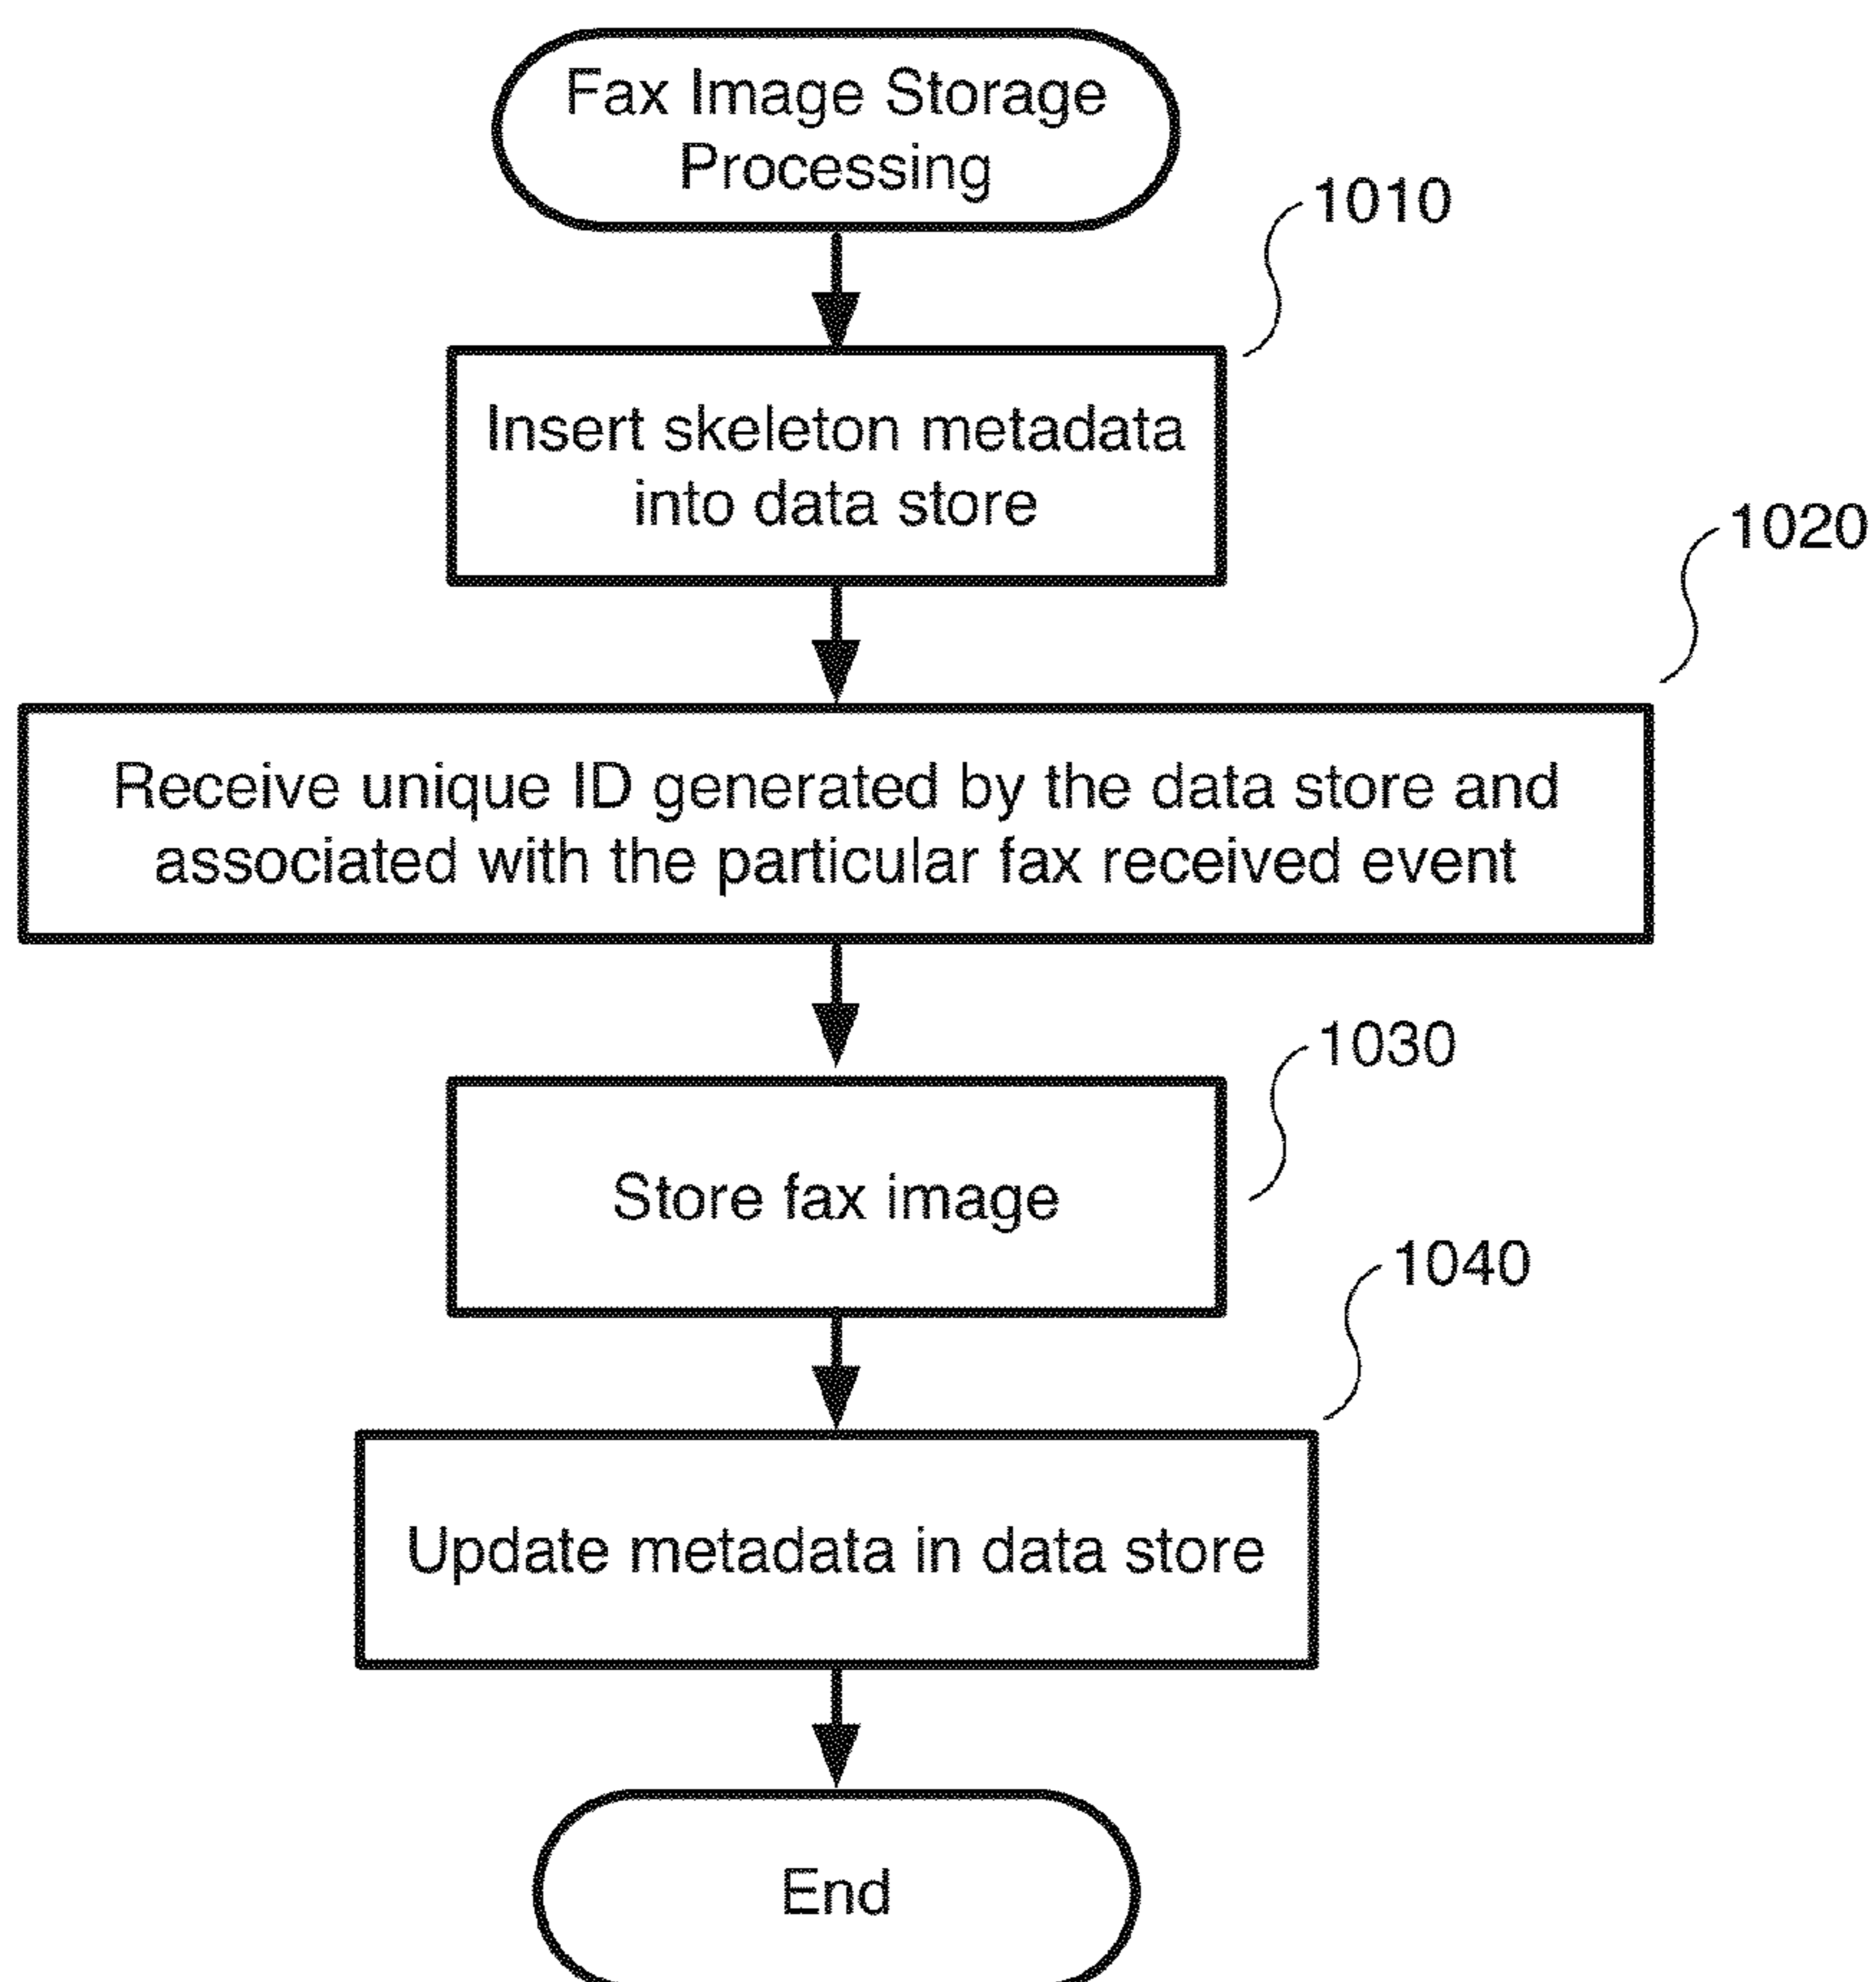 Fax Image Storage
Processing
1010
Insert skeleton metadata
into data store
1020
Receive unique ID generated by the data store and
associated with the particular fax received event
1030
Store fax image
1040
Update metadata in data store
End